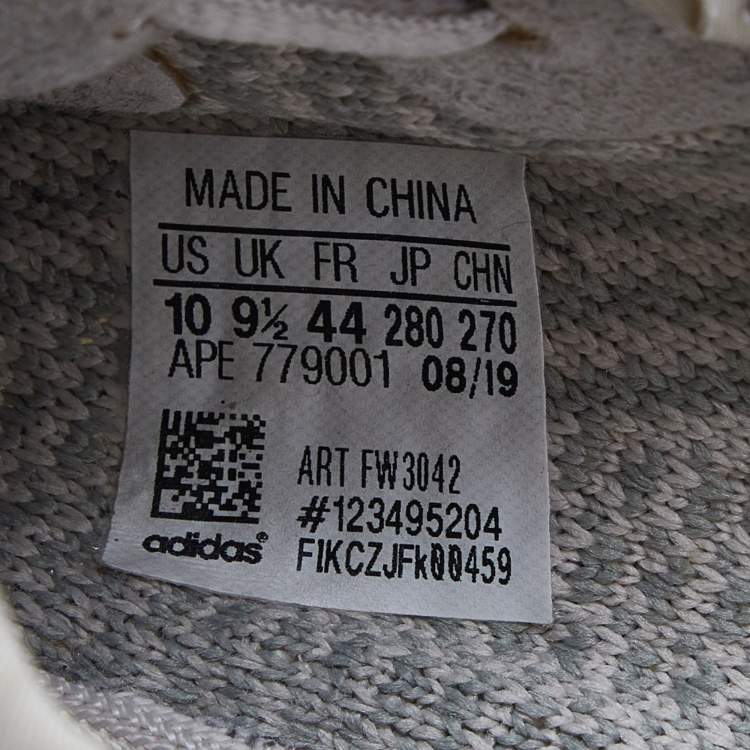 MADE IN CHINA
US UK FR JP CHN
10 9½ 44 280 270
APE 779001 08/19
ART FW3042
#123495204
F1KCZJFk00459
adidas®